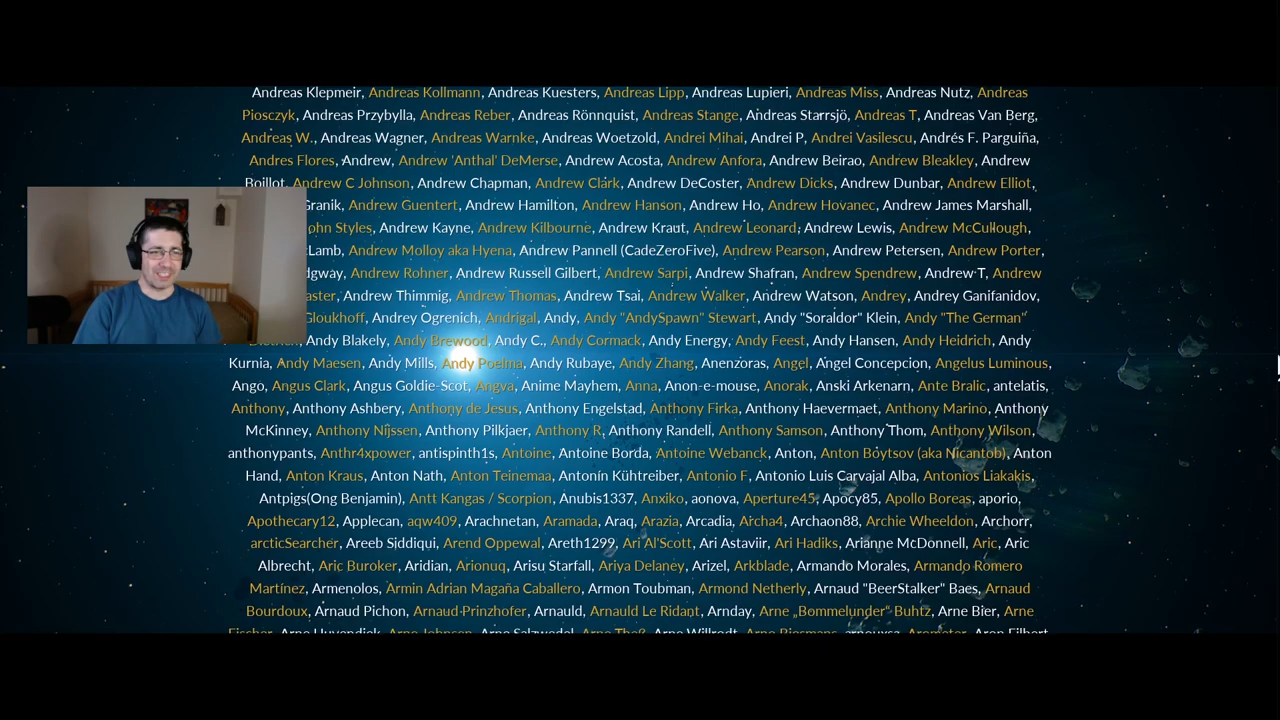 Andreas Klepmeir, Andreas Kollmann, Andreas Kuesters, Andreas Lipp, Andreas Lupieri, Andreas Miss, Andreas Nutz, Andreas
Piosczyk, Andreas Przybylla, Andreas Reber, Andreas Rönnquist, Andreas Stange, Andreas Starrsjö, Andreas T, Andreas Van Berg,
Andreas W., Andreas Wagner, Andreas Warnke, Andreas Woetzold, Andrei Mihai, Andrei P, Andrei Vasilescu, Andrés F. Parguiña,
Andres Flores, Andrew, Andrew 'Anthal' DeMerse, Andrew Acosta, Andrew Anfora, Andrew Beirao, Andrew Bleakley, Andrew
Boillot, Andrew C Johnson, Andrew Chapman, Andrew Clark, Andrew DeCoster, Andrew Dicks, Andrew Dunbar, Andrew Elliot,
Granik, Andrew Guentert, Andrew Hamilton, Andrew Hanson, Andrew Ho, Andrew Hovanec, Andrew James Marshall,
Styles, Andrew Kayne, Andrew Kilbourne, Andrew Kraut, Andrew Leonard, Andrew Lewis, Andrew McCullough,
Lamb, Andrew Molloy aka Hyena, Andrew Pannell (CadeZeroFive), Andrew Pearson, Andrew Petersen, Andrew Porter,
Andrew Rohner, Andrew Russell Gilbert, Andrew Sarpi, Andrew Shafran, Andrew Spendrew, Andrew T, Andrew
Andrew Thimmig, Andrew Thomas, Andrew Tsai, Andrew Walker, Andrew Watson, Andrey, Andrey Ganifanidov,
Gloukhoff, Andrey Ogrenich, Andrigal, Andy, Andy "AndySpawn" Stewart, Andy "Soraldor" Klein, Andy "The German"
Andy Blakely, Andy Brewood, Andy C., Andy Cormack, Andy Energy, Andy Feest, Andy Hansen, Andy Heidrich, Andy
Kurnia, Andy Maesen, Andy Mills, Andy Poelma, Andy Rubaye, Andy Zhang, Anenzoras, Angel, Angel Concepcion, Angelus Luminous,
Ango, Angus Clark, Angus Goldie-Scot, Angva, Anime Mayhem, Anna, Anon-e-mouse, Anorak, Anski Arkenarn, Ante Bralic, antelatis,
Anthony, Anthony Ashbery, Anthony de Jesus, Anthony Engelstad, Anthony Firka, Anthony Haevermaet, Anthony Marino, Anthony
McKinney, Anthony Nijssen, Anthony Pilkjaer, Anthony R, Anthony Randell, Anthony Samson, Anthony Thom, Anthony Wilson,
anthonypants, Anthr4xpower, antispinth1s, Antoine, Antoine Borda, Antoine Webanck, Anton, Anton Boytsov (aka Nicantob), Anton
Hand, Anton Kraus, Anton Nath, Anton Teinemaa, Antonín Kühtreiber, Antonio F, Antonio Luis Carvajal Alba, Antonios Liakakis,
Antpigs(Ong Benjamin), Antt Kangas / Scorpion, Anubis1337, Anxiko, aonova, Aperture45, Apocy85, Apollo Boreas, aporio,
Apothecary12, Applecan, aqw409, Arachnetan, Aramada, Araq, Arazia, Arcadia, Archa4, Archaon88, Archie Wheeldon, Archorr,
arcticSearcher, Areeb Siddiqui, Arend Oppewal, Areth1299, Ari Al'Scott, Ari Astaviir, Ari Hadiks, Arianne McDonnell, Aric, Aric
Albrecht, Aric Buroker, Aridian, Arionuq, Arisu Starfall, Ariya Delaney, Arizel, Arkblade, Armando Morales, Armando Romero
Martínez, Armenolos, Armin Adrian Magaña Caballero, Armon Toubman, Armond Netherly, Arnaud "BeerStalker" Baes, Arnaud
Bourdoux, Arnaud Pichon, Arnaud Prinzhofer, Arnauld, Arnauld Le Ridant, Arnday, Arne „Bommelunder“ Buhtz, Arne Bier, Arne